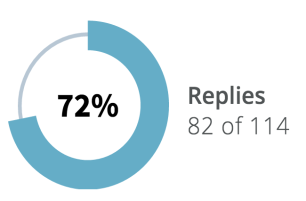 72%
Replies
82 of 114